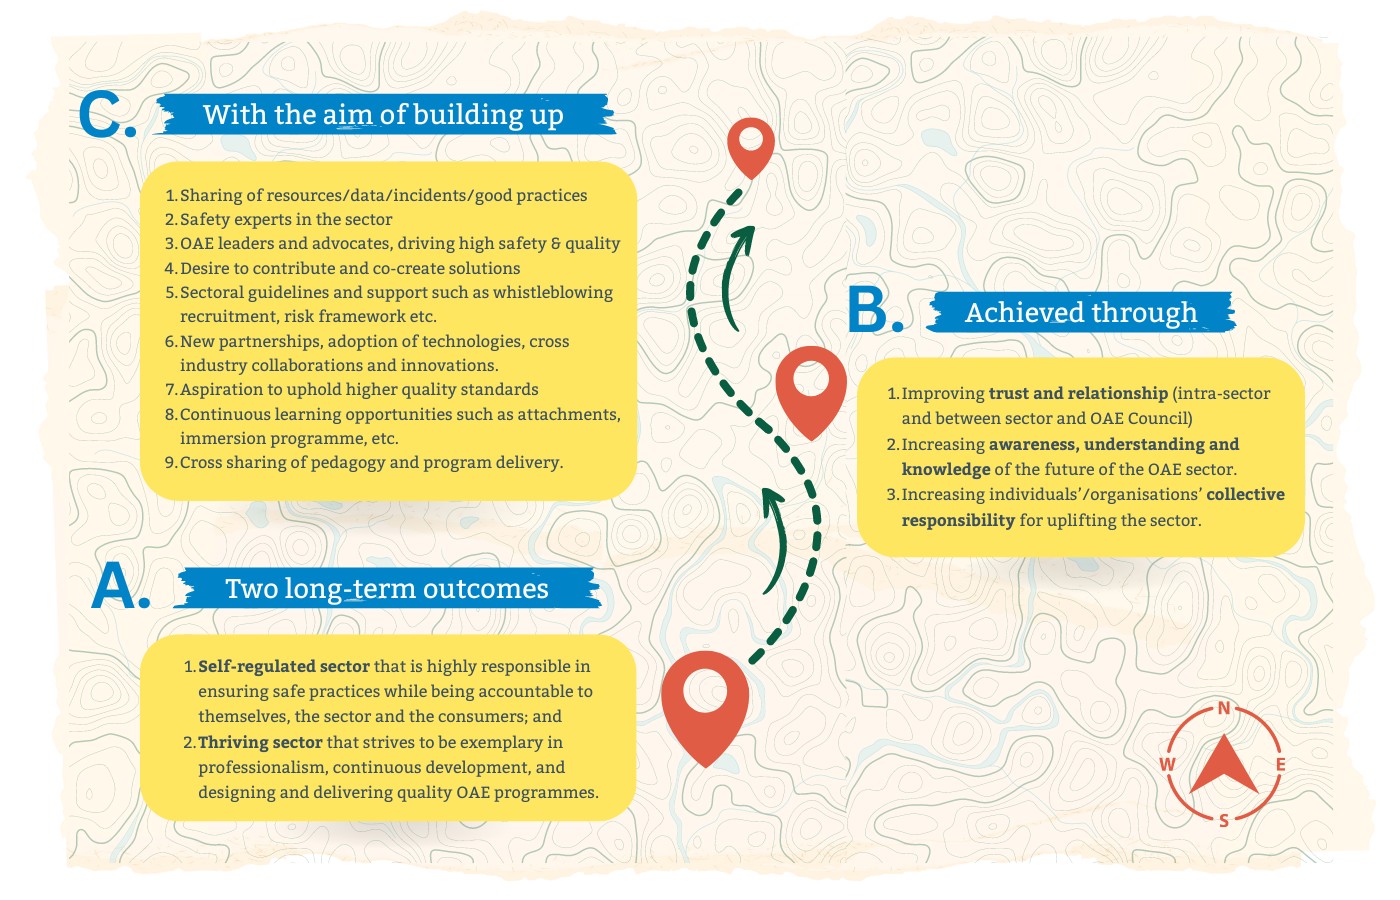 C.
With the aim of building up
1. Sharing of resources/data/incidents/good practices
2. Safety experts in the sector
3. OAE leaders and advocates, driving high safety & quality
4. Desire to contribute and co-create solutions
5. Sectoral guidelines and support such as whistleblowing
recruitment, risk framework etc.
6. New partnerships, adoption of technologies, cross
industry collaborations and innovations.
7. Aspiration to uphold higher quality standards
8. Continuous learning opportunities such as attachments,
immersion programme, etc.
9. Cross sharing of pedagogy and program delivery.
B.
Achieved through
1. Improving trust and relationship (intra-sector
and between sector and OAE Council)
2. Increasing awareness, understanding and
knowledge of the future of the OAE sector.
3. Increasing individuals’/organisations’ collective
responsibility for uplifting the sector.
A.
Two long-term outcomes
1. Self-regulated sector that is highly responsible in
ensuring safe practices while being accountable to
themselves, the sector and the consumers; and
2. Thriving sector that strives to be exemplary in
professionalism, continuous development, and
designing and delivering quality OAE programmes.
N
W
E
S